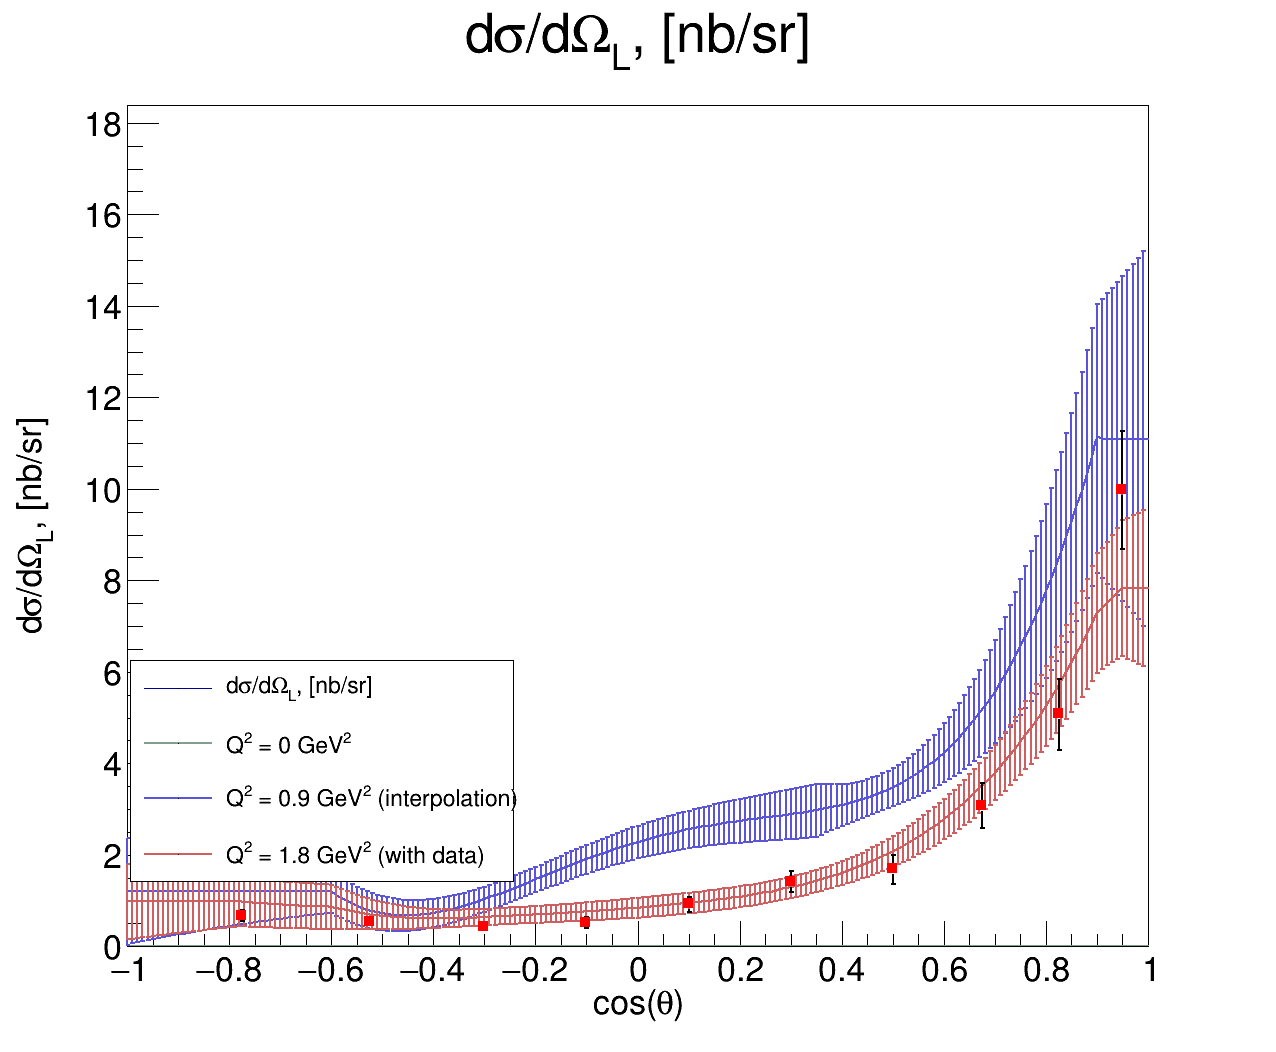 dσ/dΩL, [nb/sr]
dσ/dΩL, [nb/sr]
18
16
14
12
10
8
6
4
2
0
dσ/dΩL, [nb/sr]
Q2 = 0 GeV2
Q2 = 0.9 GeV2 (interpolation)
Q2 = 1.8 GeV2 (with data)
−1 −0.8 −0.6 −0.4 −0.2 0 0.2 0.4 0.6 0.8 1
cos(θ)